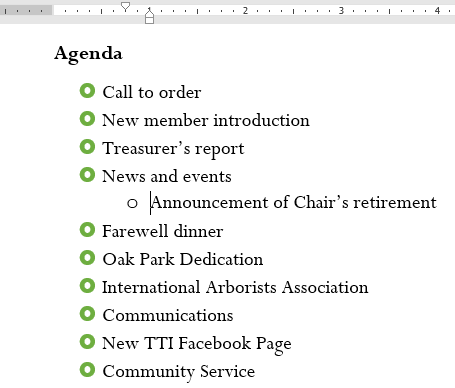 1 2 3 4
Agenda
Call to order
New member introduction
Treasurer’s report
News and events
o Announcement of Chair’s retirement
Farewell dinner
Oak Park Dedication
International Arborists Association
Communications
New TTI Facebook Page
Community Service